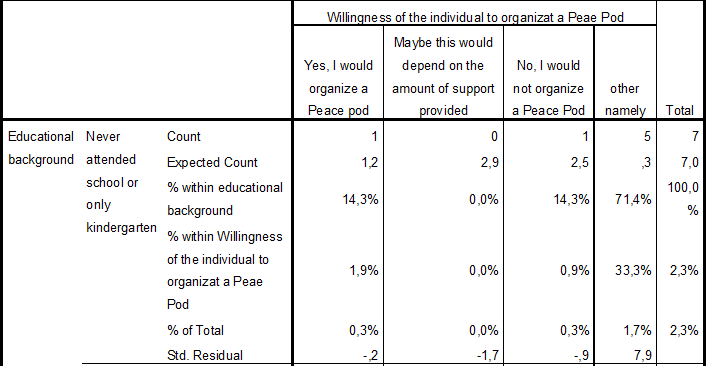 Willingness of the individual to organizat a Peae Pod
Yes, I would organize a Peace pod
Maybe this would depend on the amount of support provided
No, I would not organize a Peace Pod
other namely
Total
Educational background
Never attended school or only kindergarten
Count 1 0 1 5 7
Expected Count 1,2 2,9 2,5 ,3 7,0
% within educational background 14,3% 0,0% 14,3% 71,4% 100,0%
% within Willingness of the individual to organizat a Peae Pod 1,9% 0,0% 0,9% 33,3% 2,3%
% of Total 0,3% 0,0% 0,3% 1,7% 2,3%
Std. Residual -,2 -1,7 -,9 7,9